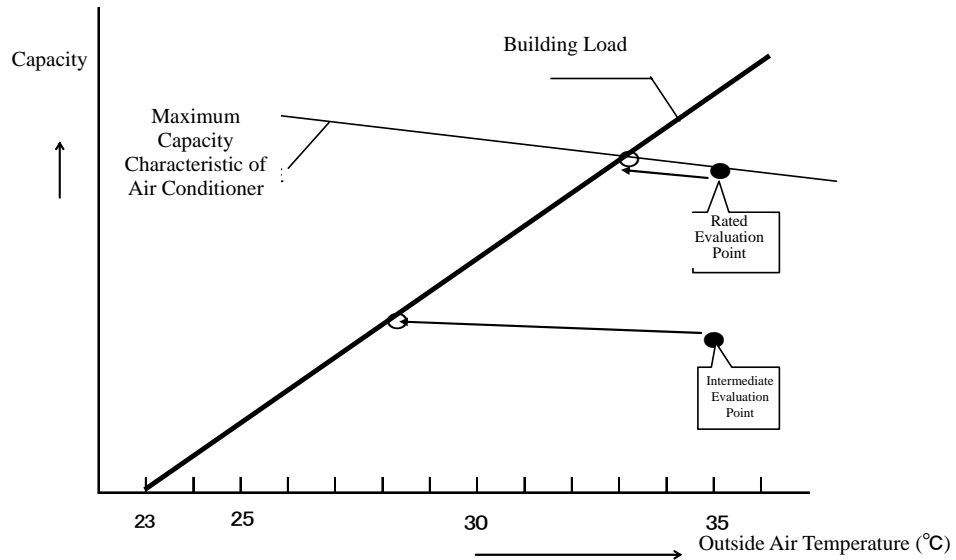 Building Load
Capacity
Maximum
Capacity
Characteristic of
Air Conditioner
Rated
Evaluation
Point
Intermediate
Evaluation
Point
23
25
30
35
Outside Air Temperature (℃)